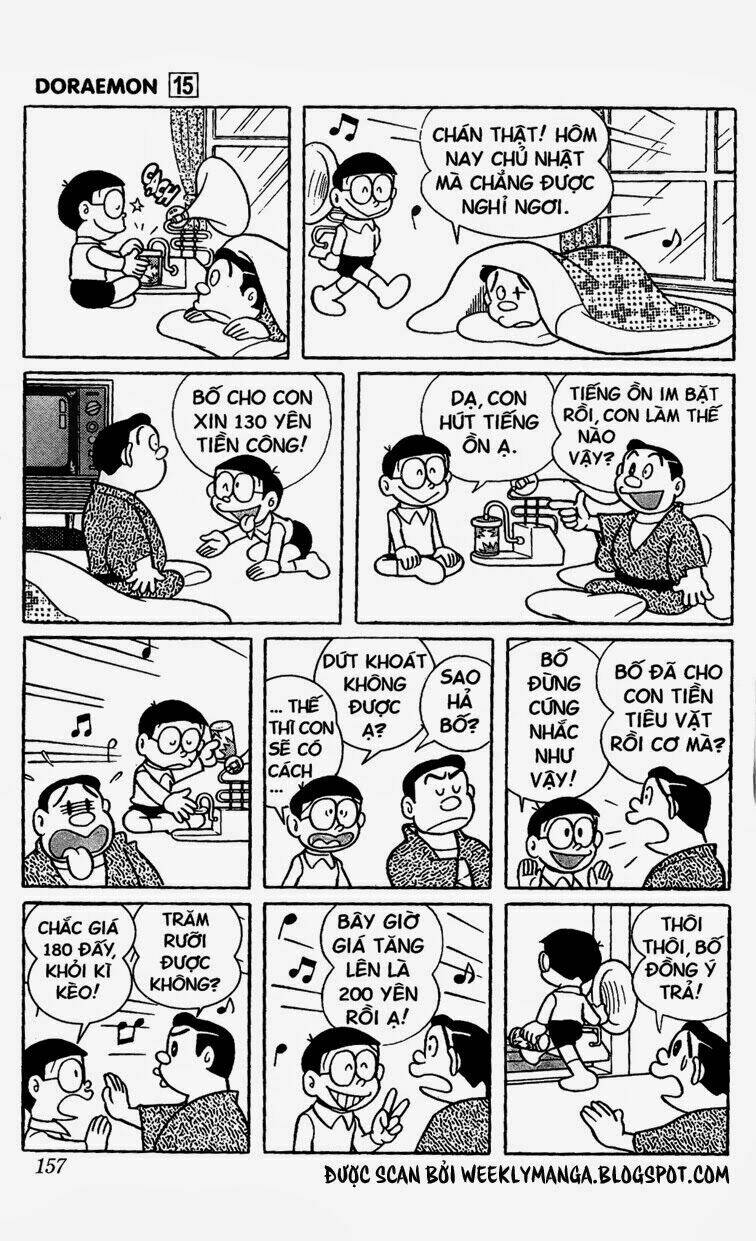 DORAEMON 15
CHÁN THẬT! HÔM
NAY CHỦ NHẬT
MÀ CHẲNG ĐƯỢC
NGHỈ NGƠI.
CẠCH
TIẾNG ỒN IM BẶT
RỒI, CON LÀM THẾ
NÀO
VẬY?
DẠ, CON
HÚT TIẾNG
ỒN Ạ.
BỐ CHO CON
XIN 130 YÊN
TIỀN CÔNG!
BỐ ĐÃ CHO
CON TIỀN
TIÊU VẶT
RỒI CƠ MÀ?
BỐ
ĐỪNG
CỨNG
NHẮC
NHƯ
VẬY!
SAO
HẢ
BỐ?
DỨT KHOÁT
KHÔNG
ĐƯỢC
Ạ?
... THẾ
THÌ CON
SẼ CÓ
CÁCH
...
THÔI
THÔI, BỐ
ĐỒNG Ý
TRẢ!
BÂY GIỜ
GIÁ TĂNG
LÊN LÀ
200 YÊN
RỒI Ạ!
TRĂM
RƯỠI
ĐƯỢC
KHÔNG?
CHẮC GIÁ
180 ĐẤY,
KHỎI KÌ
KÈO!
157
ĐƯỢC SCAN BỞI WEEKLYMANGA.BLOGSPOT.COM